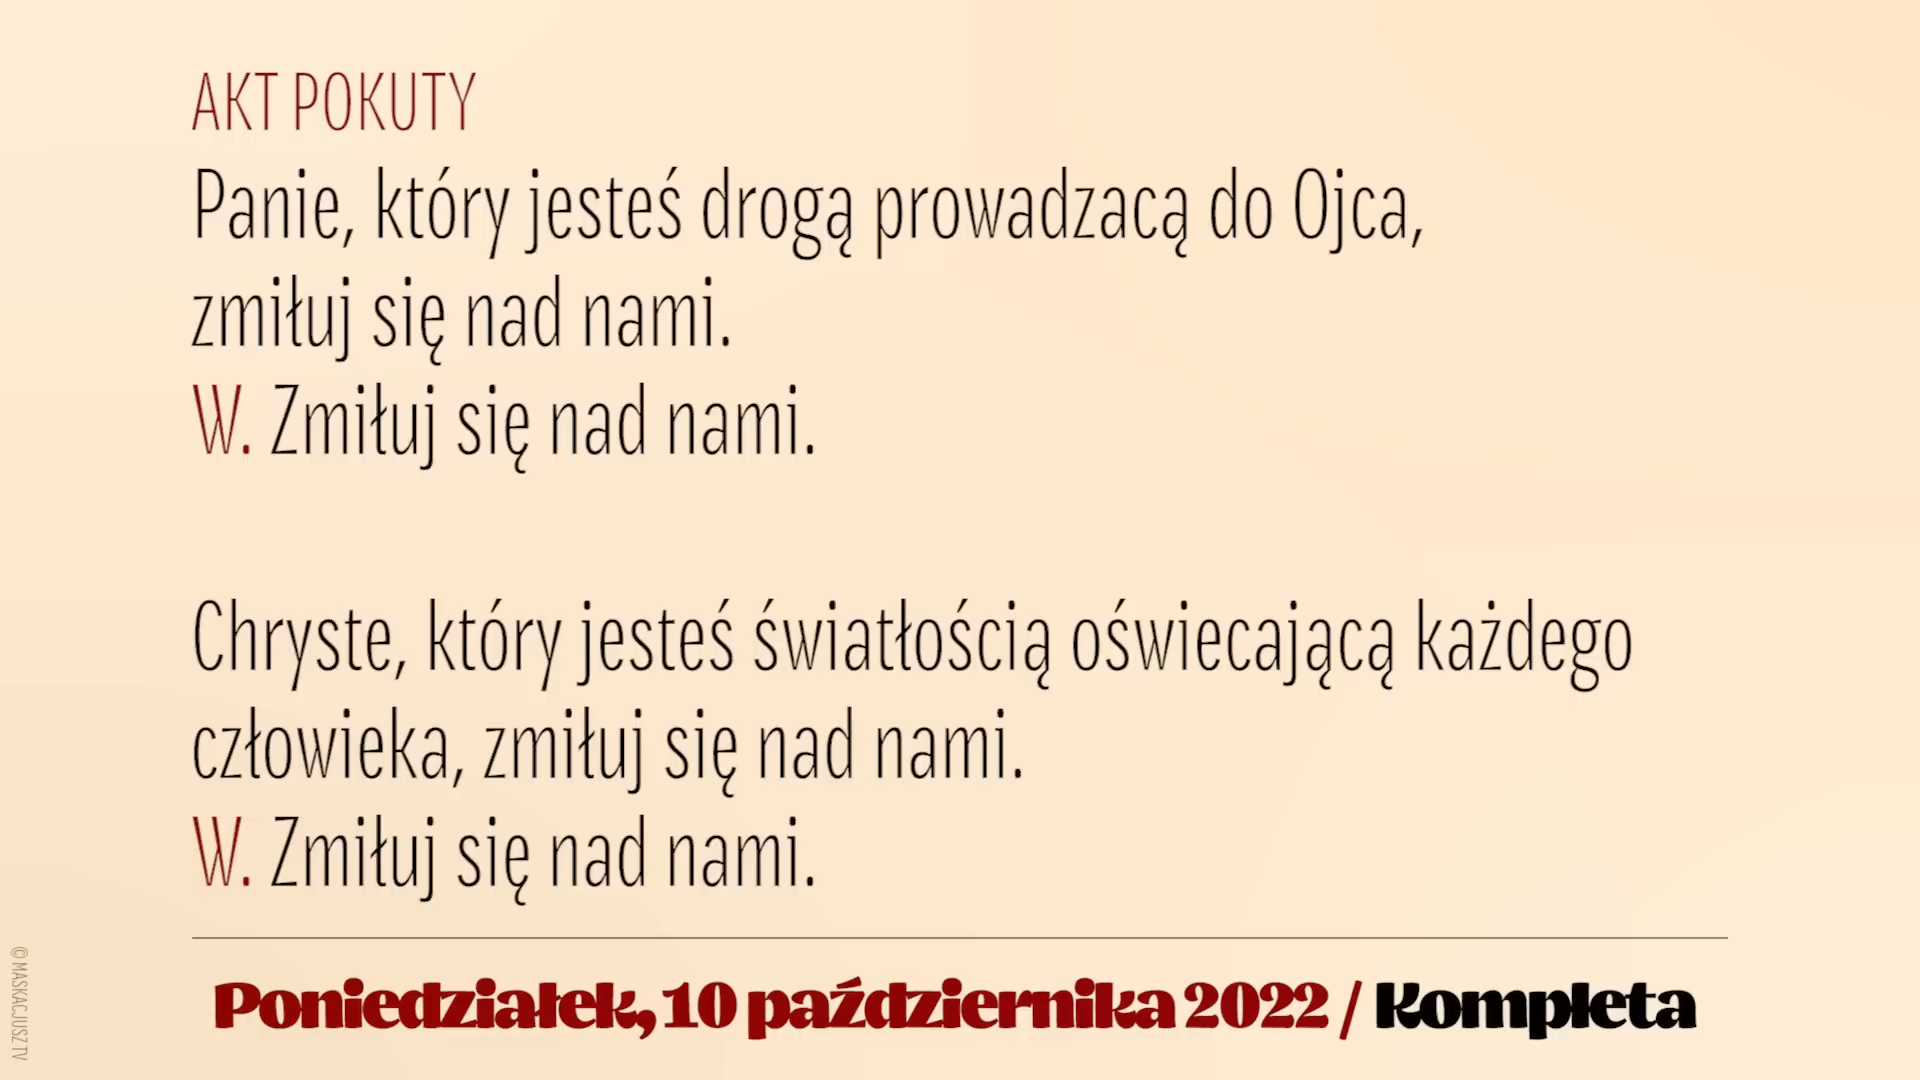 AKT POKUTY
Panie, który jesteś drogą prowadzacą do Ojca,
zmiłuj się nad nami.
W. Zmiłuj się nad nami.
Chryste, który jesteś światłością oświecającą każdego
człowieka, zmiłuj się nad nami.
W. Zmiłuj się nad nami.
Poniedziałek, 10 października 2022 / Kompleta
© MASKACJUSZ TV